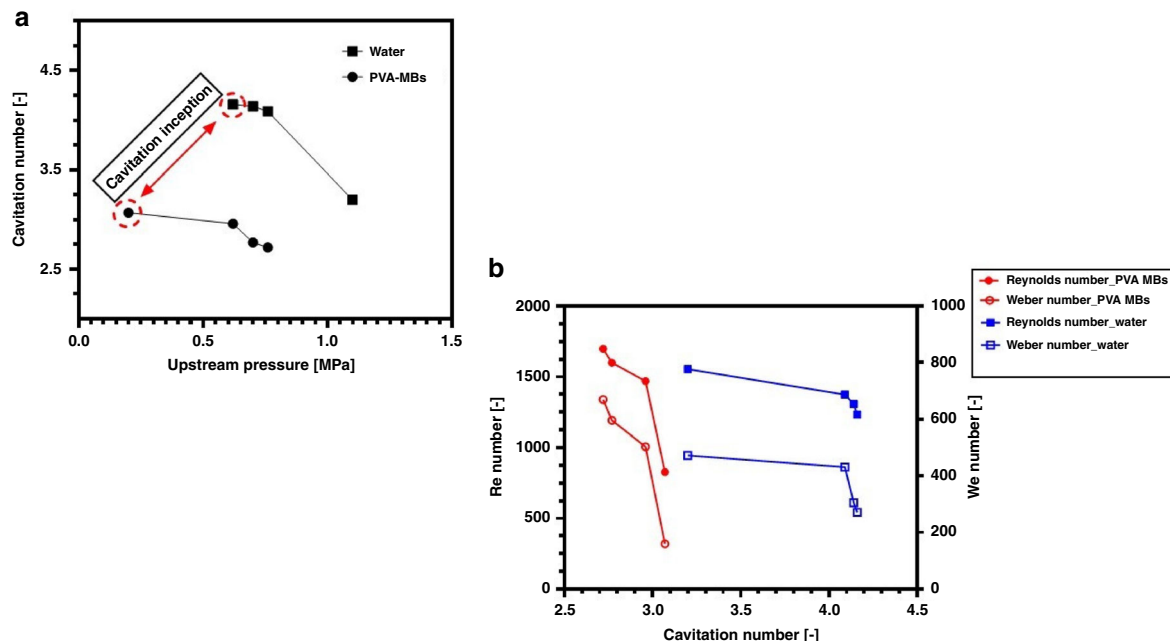 a
Water
PVA-MBs
Cavitation inception
Cavitation number [-]
4.5
3.5
2.5
0.0
0.5
1.0
1.5
Upstream pressure [MPa]
b
Reynolds number_PVA MBs
Weber number_PVA MBs
Reynolds number_water
Weber number_water
Re number [-]
2000
1500
1000
500
0
1000
800
600
400
200
0
We number [-]
2.5
3.0
3.5
4.0
4.5
Cavitation number [-]